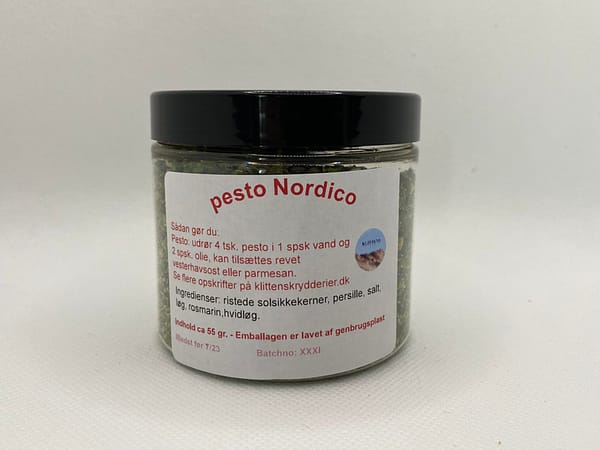 pesto Nordico
Sådan gør du:
Pesto: udrør 4 tsk. pesto i 1 spsk vand og
2 spsk. olie, kan tilsættes revet
vesterhavsost eller parmesan.
Se flere opskrifter på klittenskrydderier.dk
Ingredienser: ristede solsikkekerner, persille, salt,
løg, rosmarin,hvidløg.
Indhold ca 55 gr. - Emballagen er lavet af genbrugsplast
Bedst før 7/23
Batchno: XXXI